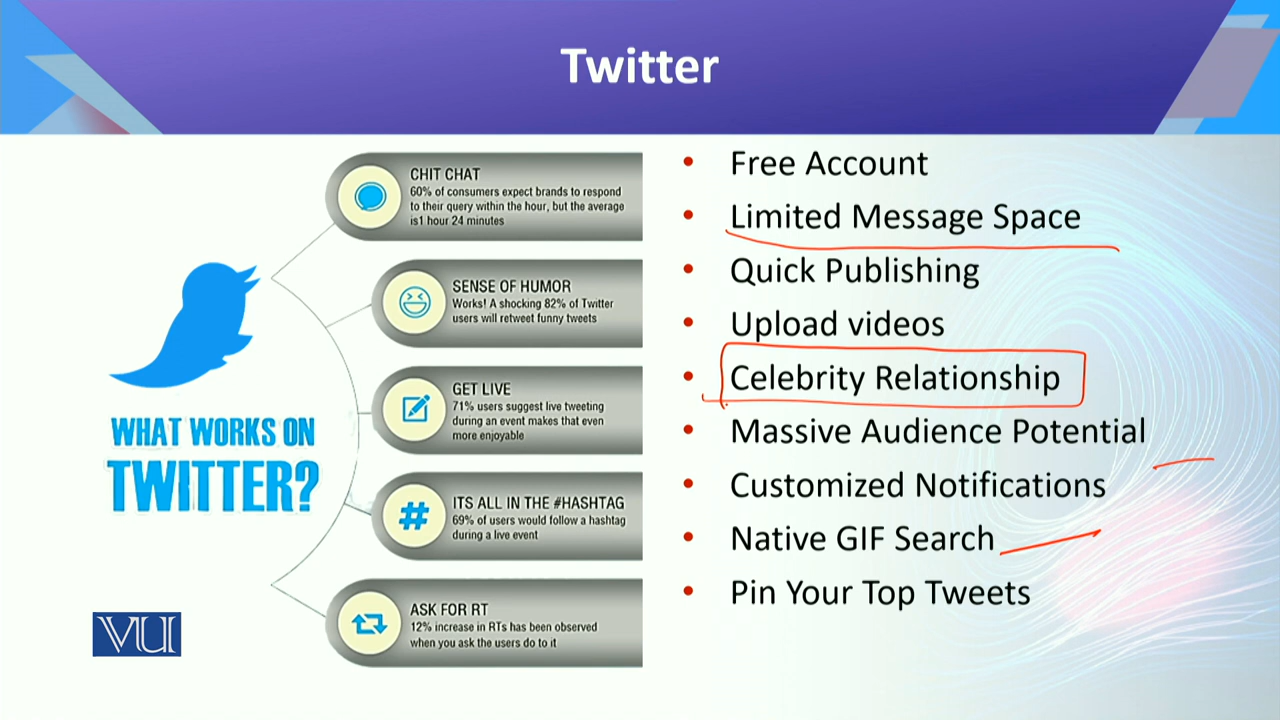 Twitter
CHIT CHAT
60% of consumers expect brands to respond
to their query within the hour, but the average
is1 hour 24 minutes
SENSE OF HUMOR
Works! A shocking 82% of Twitter
users will retweet funny tweets
GET LIVE
71% users suggest live tweeting
during an event makes that even
more enjoyable
ITS ALL IN THE #HASHTAG
69% of users would follow a hashtag
during a live event
ASK FOR RT
12% increase in RTs has been observed
when you ask the users do to it
WHAT WORKS ON
TWITTER?
VU
• Free Account
• Limited Message Space
• Quick Publishing
• Upload videos
• Celebrity Relationship
• Massive Audience Potential
• Customized Notifications
• Native GIF Search
• Pin Your Top Tweets